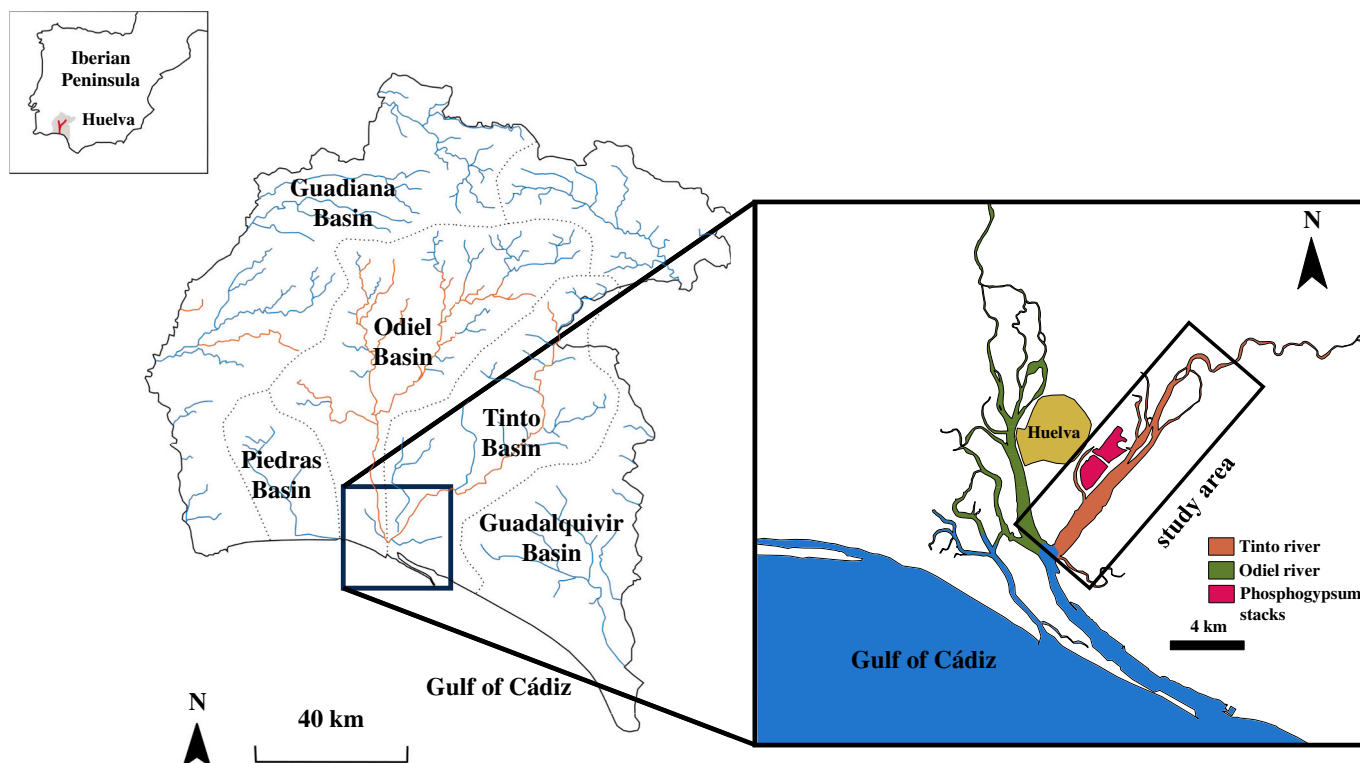 Iberian
Peninsula
Huelva
Guadiana
Basin
Odiel
Basin
Tinto
Basin
Piedras
Basin
Guadalquivir
Basin
Gulf of Cádiz
N
40 km
N
Huelva
study area
Tinto river
Odiel river
Phosphogypsum
stacks
4 km
Gulf of Cádiz